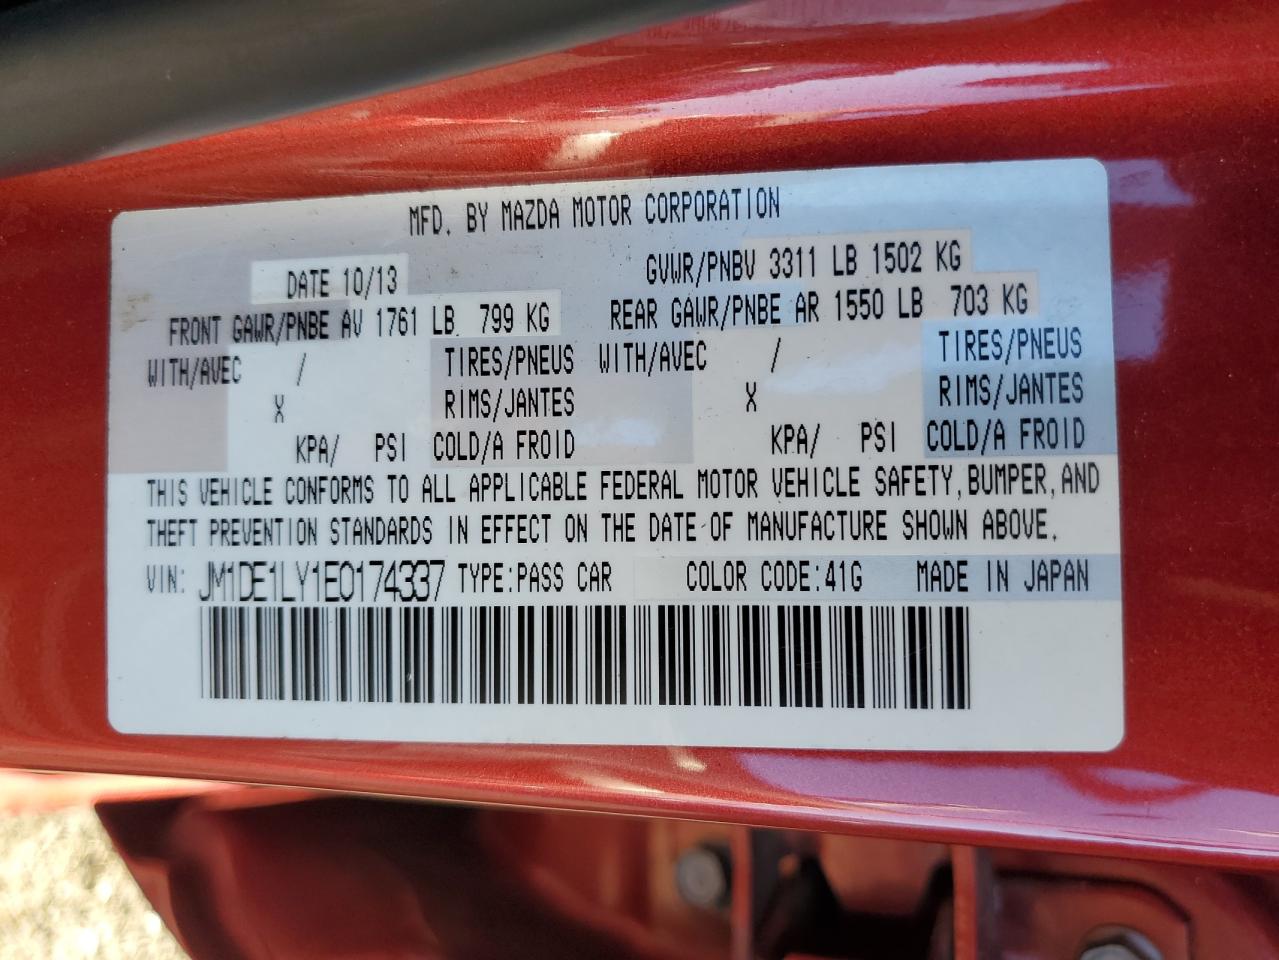 MFD. BY MAZDA MOTOR CORPORATION
DATE 10/13 GVWR/PNBV 3311 LB 1502 KG
FRONT GAWR/PNBE AV 1761 LB 799 KG REAR GAWR/PNBE AR 1550 LB 703 KG
WITH/AVEC / TIRES/PNEUS WITH/AVEC / TIRES/PNEUS
X RIMS/JANTES X RIMS/JANTES
KPA/ PSI COLD/A FROID KPA/ PSI COLD/A FROID
THIS VEHICLE CONFORMS TO ALL APPLICABLE FEDERAL MOTOR VEHICLE SAFETY, BUMPER, AND
THEFT PREVENTION STANDARDS IN EFFECT ON THE DATE OF MANUFACTURE SHOWN ABOVE.
VIN: JM1DE1LY1E0174337 TYPE:PASS CAR COLOR CODE:41G MADE IN JAPAN